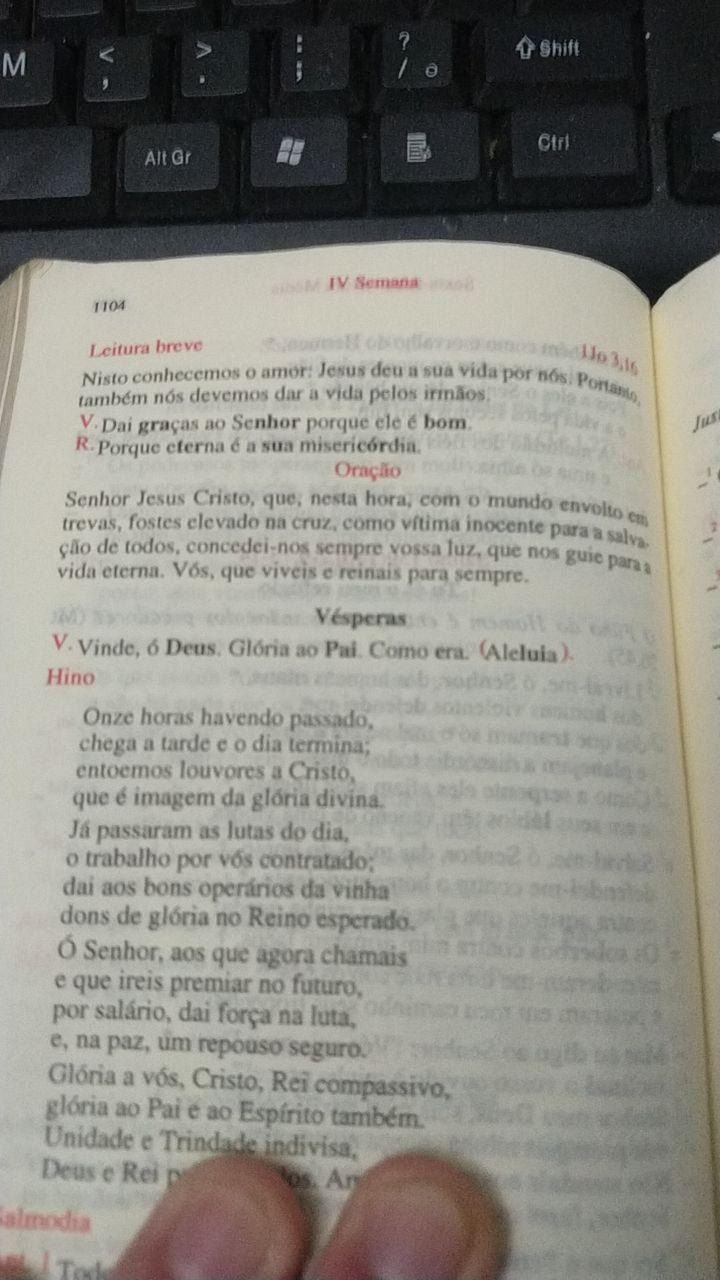 M
<
,
>
.
:
;
?
/
Shift
Alt Gr
Ctrl
1104
IV Semana
Leitura breve
1Jo 3,16
Nisto conhecemos o amor: Jesus deu a sua vida por nós. Portanto,
também nós devemos dar a vida pelos irmãos.
V. Dai graças ao Senhor porque ele é bom.
R. Porque eterna é a sua misericórdia.
Oração
Senhor Jesus Cristo, que, nesta hora, com o mundo envolto em
trevas, fostes elevado na cruz, como vítima inocente para a salva-
ção de todos, concedei-nos sempre vossa luz, que nos guie para a
vida eterna. Vós, que viveis e reinais para sempre.
Vésperas
V. Vinde, ó Deus. Glória ao Pai. Como era. (Aleluia).
Hino
Onze horas havendo passado,
chega a tarde e o dia termina;
entoemos louvores a Cristo,
que é imagem da glória divina.
Já passaram as lutas do dia,
o trabalho por vós contratado;
dai aos bons operários da vinha
dons de glória no Reino esperado.
Ó Senhor, aos que agora chamais
e que ireis premiar no futuro,
por salário, dai força na luta,
e, na paz, um repouso seguro.
Glória a vós, Cristo, Rei compassivo,
glória ao Pai e ao Espírito também.
Unidade e Trindade indivisa,
Deus e Rei
Salmodia